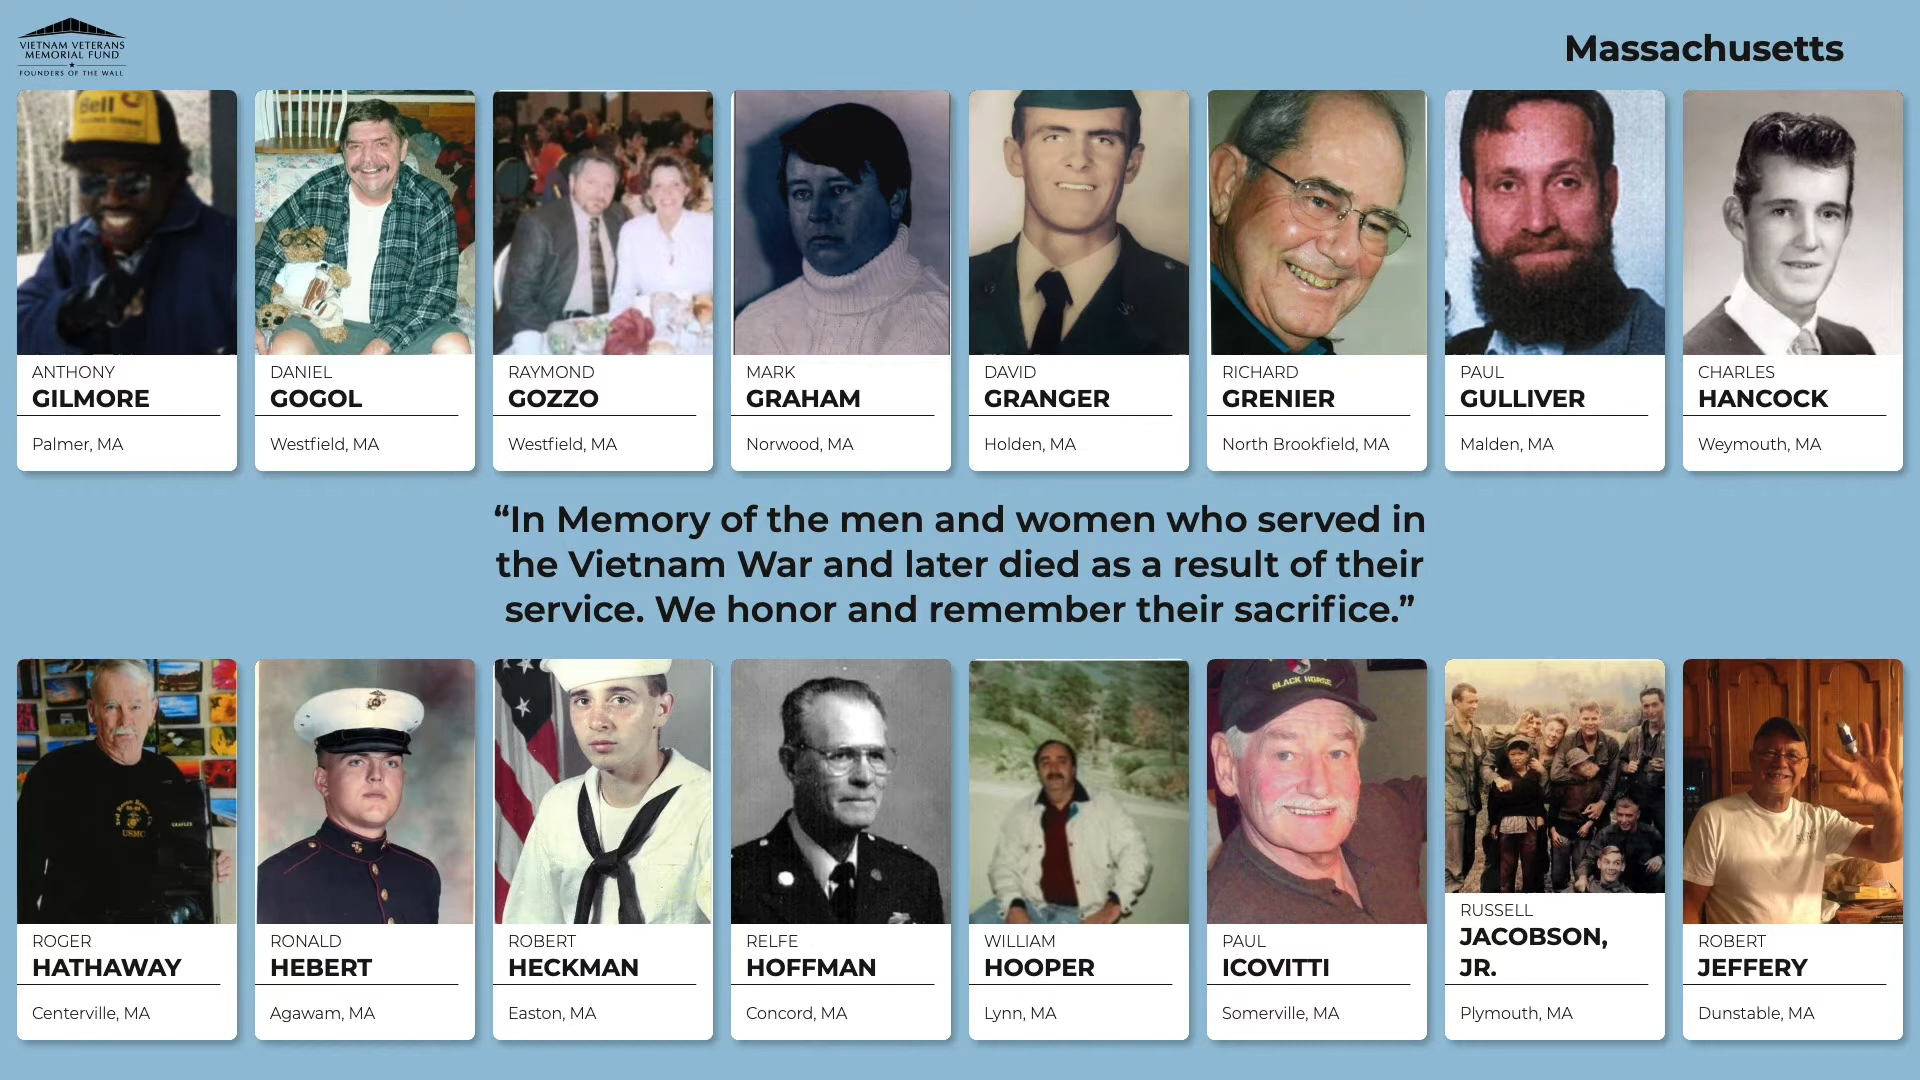 VIETNAM VETERANS
MEMORIAL FUND
FOUNDERS OF THE WALL
Massachusetts
Bell
ANTHONY
GILMORE
Palmer, MA
DANIEL
GOGOL
Westfield, MA
RAYMOND
GOZZO
Westfield, MA
MARK
GRAHAM
Norwood, MA
DAVID
GRANGER
Holden, MA
RICHARD
GRENIER
North Brookfield, MA
PAUL
GULLIVER
Malden, MA
CHARLES
HANCOCK
Weymouth, MA
“In Memory of the men and women who served in
the Vietnam War and later died as a result of their
service. We honor and remember their sacrifice.”
USMC
ROGER
HATHAWAY
Centerville, MA
RONALD
HEBERT
Agawam, MA
ROBERT
HECKMAN
Easton, MA
RELFE
HOFFMAN
Concord, MA
WILLIAM
HOOPER
Lynn, MA
BLACK HORSE
PAUL
ICOVITTI
Somerville, MA
RUSSELL
JACOBSON,
JR.
Plymouth, MA
ROBERT
JEFFERY
Dunstable, MA